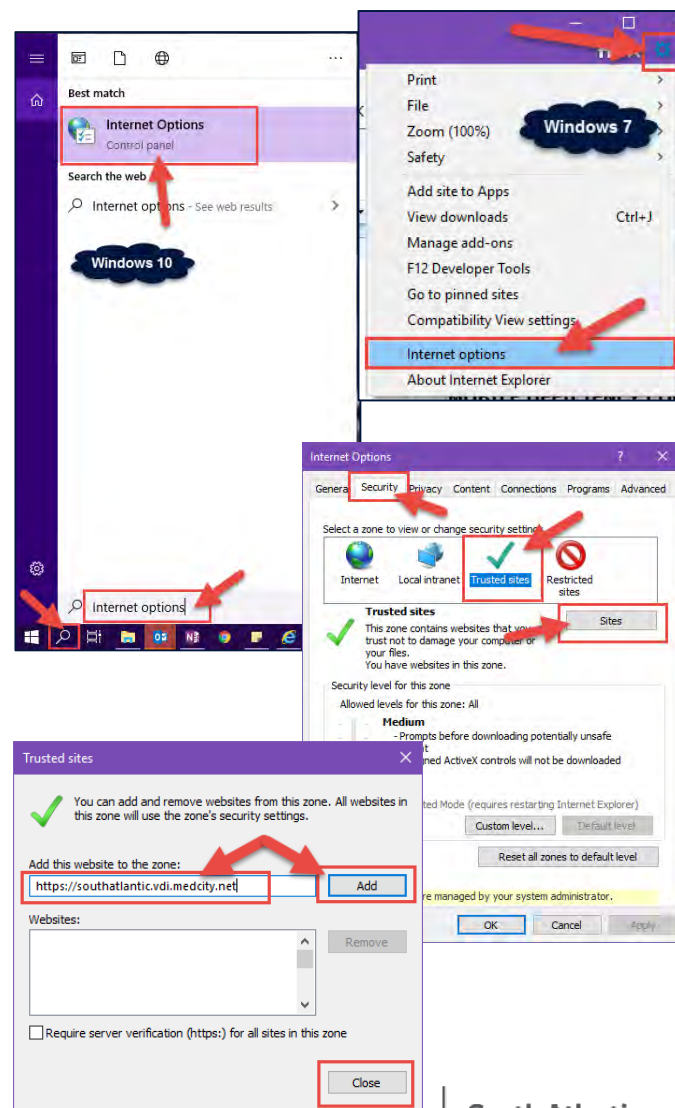 Best match
Internet Options
Control panel
Search the web
Internet options - See web results
Windows 10
Internet options
Print
File
Zoom (100%)
Safety
Windows 7
Add site to Apps
View downloads Ctrl+J
Manage add-ons
F12 Developer Tools
Go to pinned sites
Compatibility View settings
Internet options
About Internet Explorer
Internet Options
General Security Privacy Content Connections Programs Advanced
Select a zone to view or change security settings
Internet Local intranet Trusted sites Restricted
sites
Trusted sites
Sites
This zone contains websites that you
trust not to damage your computer or
your files.
You have websites in this zone.
Security level for this zone
Allowed levels for this zone: All
Medium
- Prompts before downloading potentially unsafe
ActiveX controls will not be downloaded
Mode (requires restarting Internet Explorer)
Custom level... Default level
Reset all zones to default level
managed by your system administrator.
OK Cancel Apply
Trusted sites
You can add and remove websites from this zone. All websites in
this zone will use the zone's security settings.
Add this website to the zone:
https://southatlantic.vdi.medcity.net Add
Websites:
Remove
Require server verification (https:) for all sites in this zone
Close